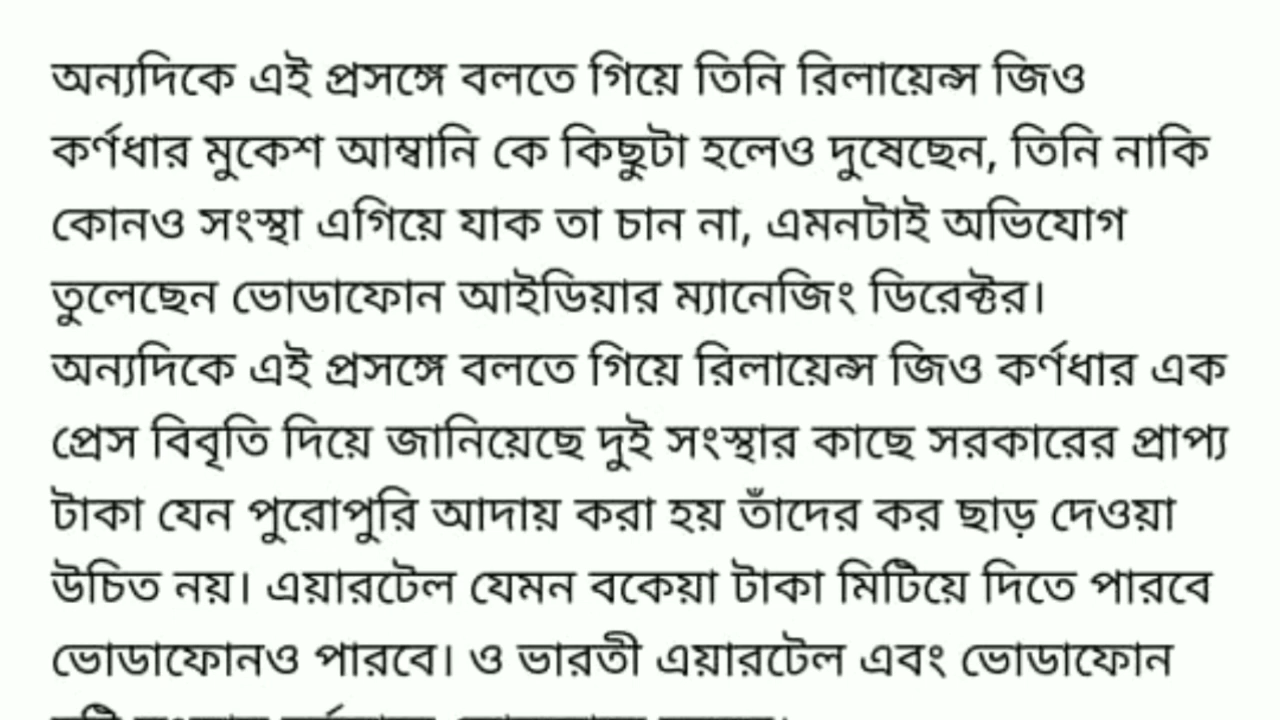 অন্যদিকে এই প্রসঙ্গে বলতে গিয়ে তিনি রিলায়েন্স জিও
কর্ণধার মুকেশ আম্বানি কে কিছুটা হলেও দুষেছেন, তিনি নাকি
কোনও সংস্থা এগিয়ে যাক তা চান না, এমনটাই অভিযোগ
তুলেছেন ভোডাফোন আইডিয়ার ম্যানেজিং ডিরেক্টর।
অন্যদিকে এই প্রসঙ্গে বলতে গিয়ে রিলায়েন্স জিও কর্ণধার এক
প্রেস বিবৃতি দিয়ে জানিয়েছে দুই সংস্থার কাছে সরকারের প্রাপ্য
টাকা যেন পুরোপুরি আদায় করা হয় তাঁদের কর ছাড় দেওয়া
উচিত নয়। এয়ারটেল যেমন বকেয়া টাকা মিটিয়ে দিতে পারবে
ভোডাফোনও পারবে। ও ভারতী এয়ারটেল এবং ভোডাফোন